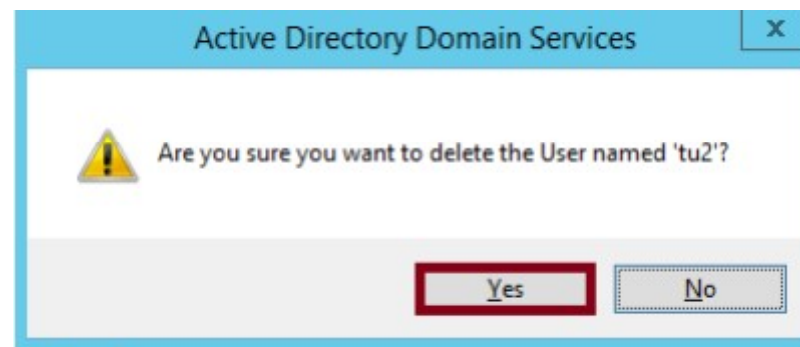 Active Directory Domain Services
x
Are you sure you want to delete the User named 'tu2'?
Yes
No